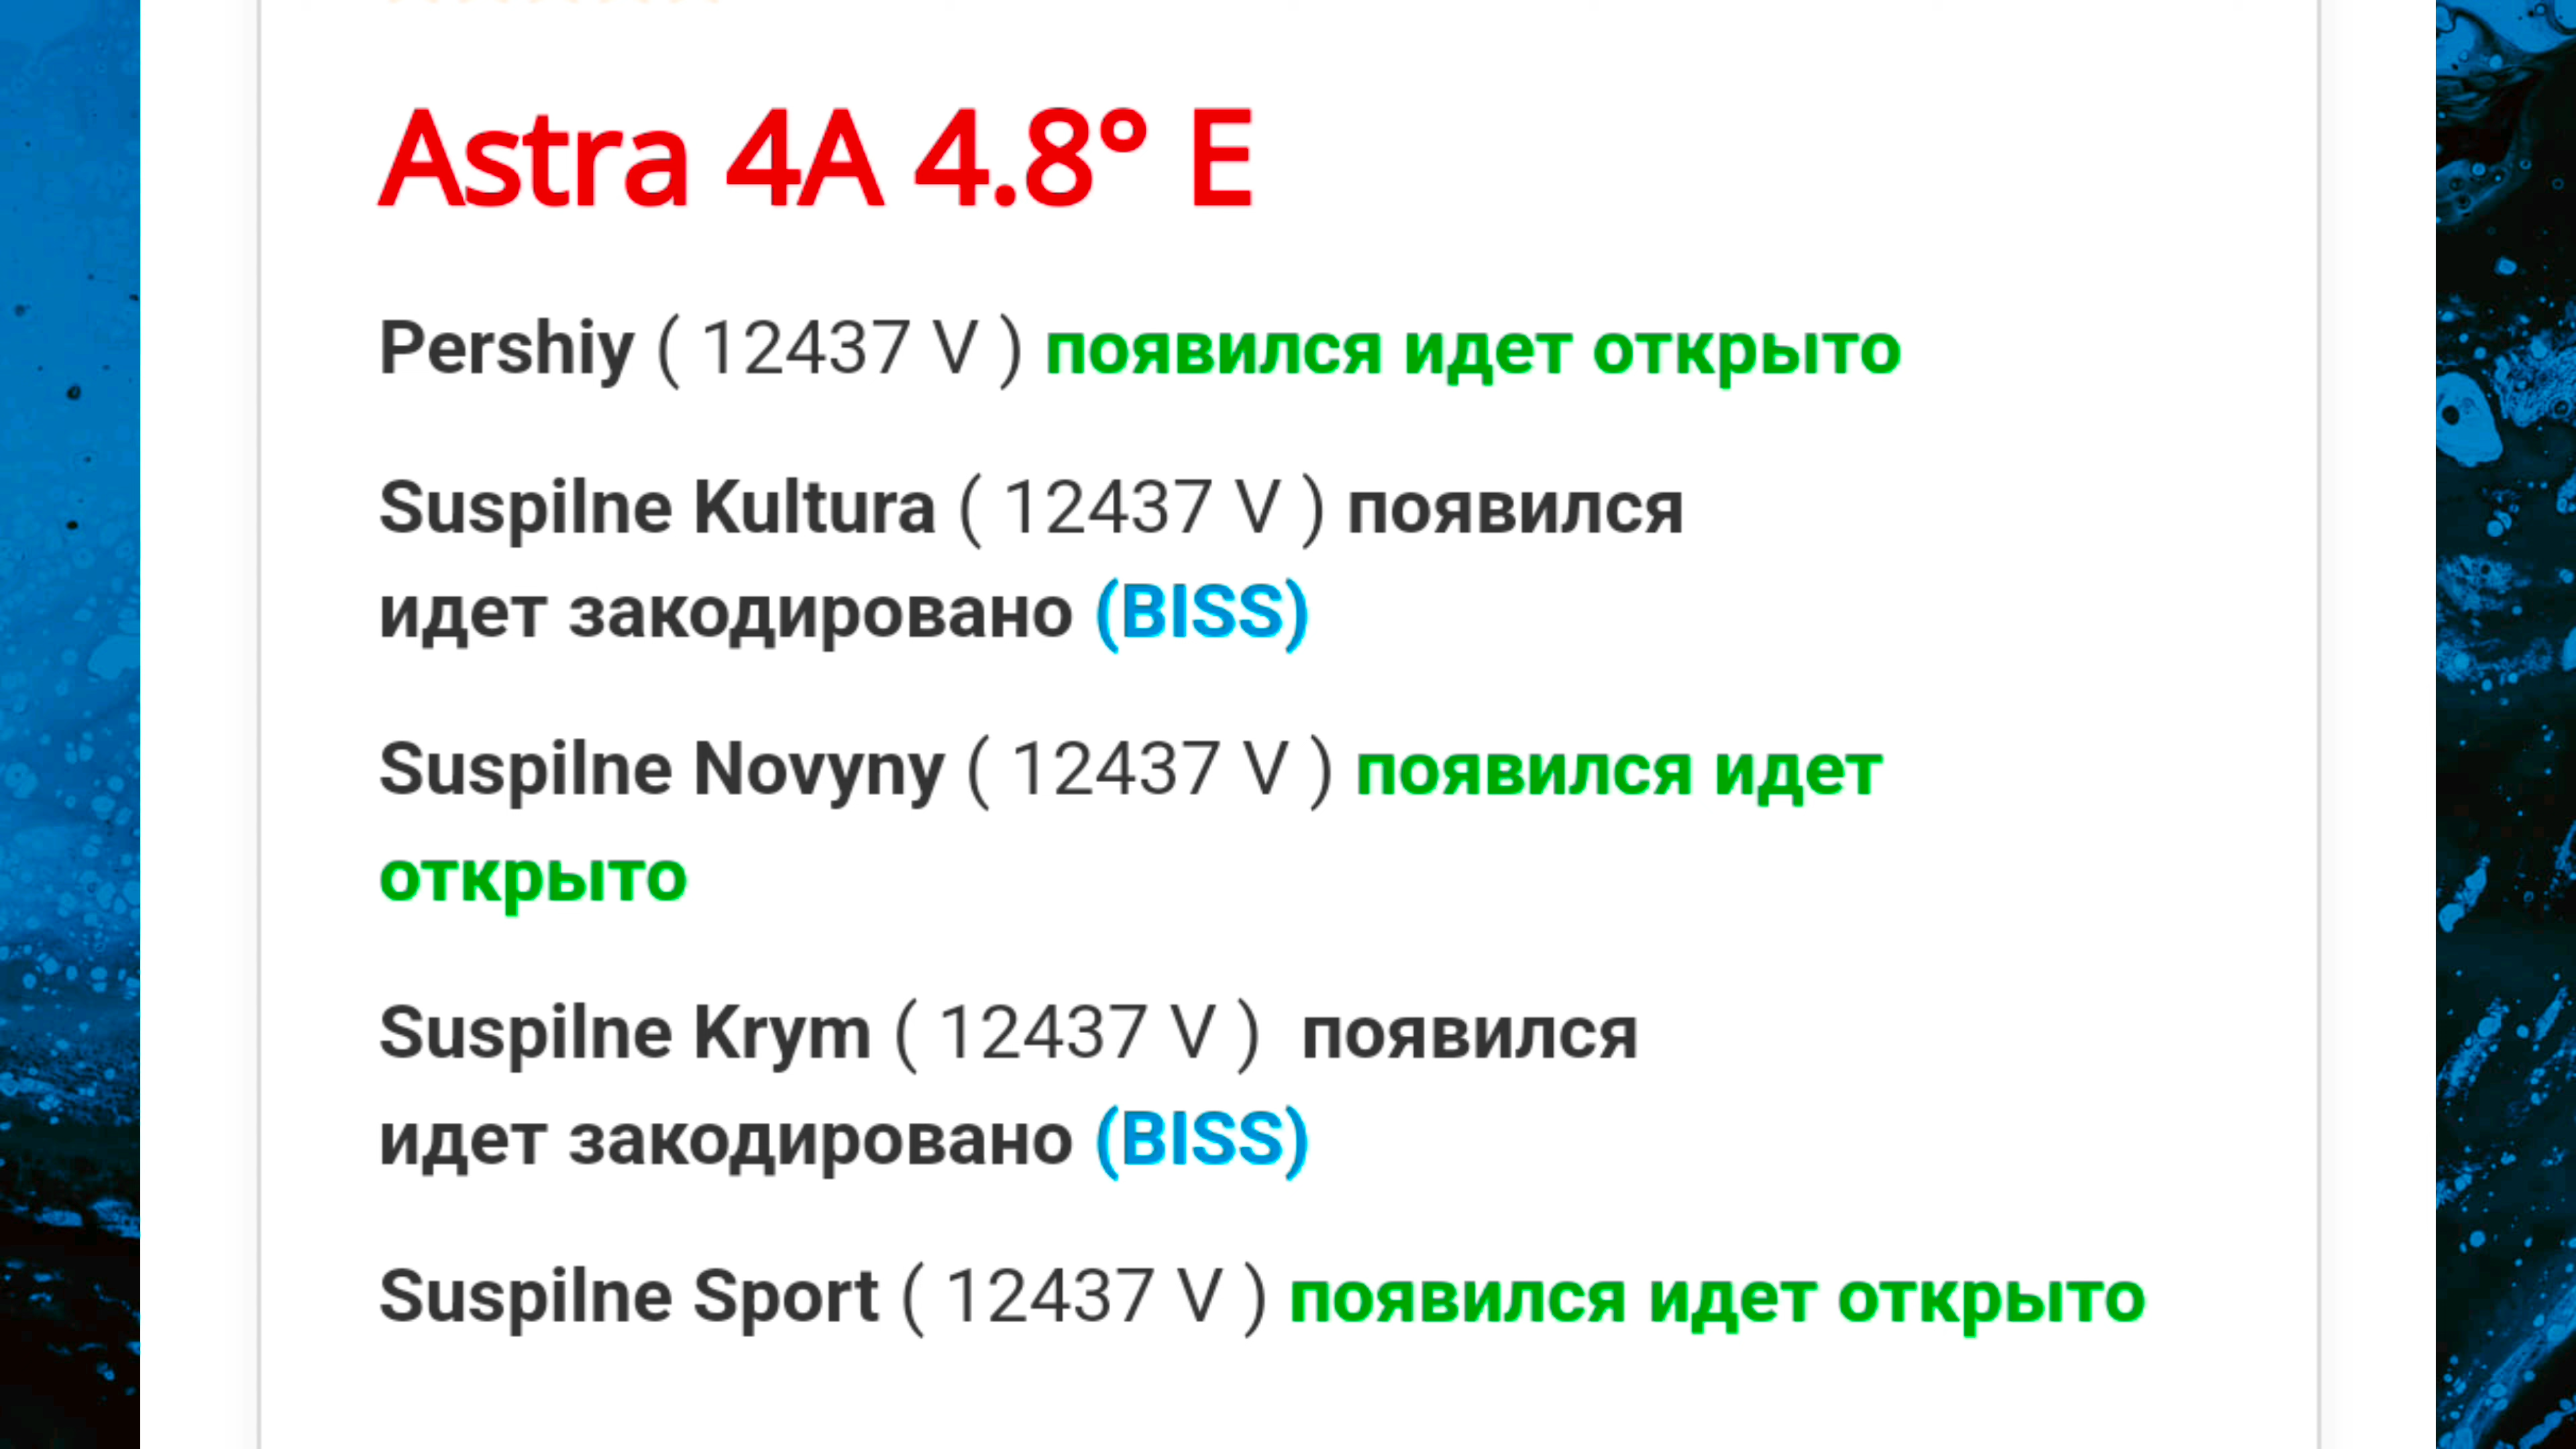 Astra 4A 4.8° E
Pershiy ( 12437 V ) появился идет открыто
Suspilne Kultura ( 12437 V ) появился
идет закодировано (BISS)
Suspilne Novyny ( 12437 V ) появился идет
открыто
Suspilne Krym ( 12437 V ) появился
идет закодировано (BISS)
Suspilne Sport ( 12437 V ) появился идет открыто